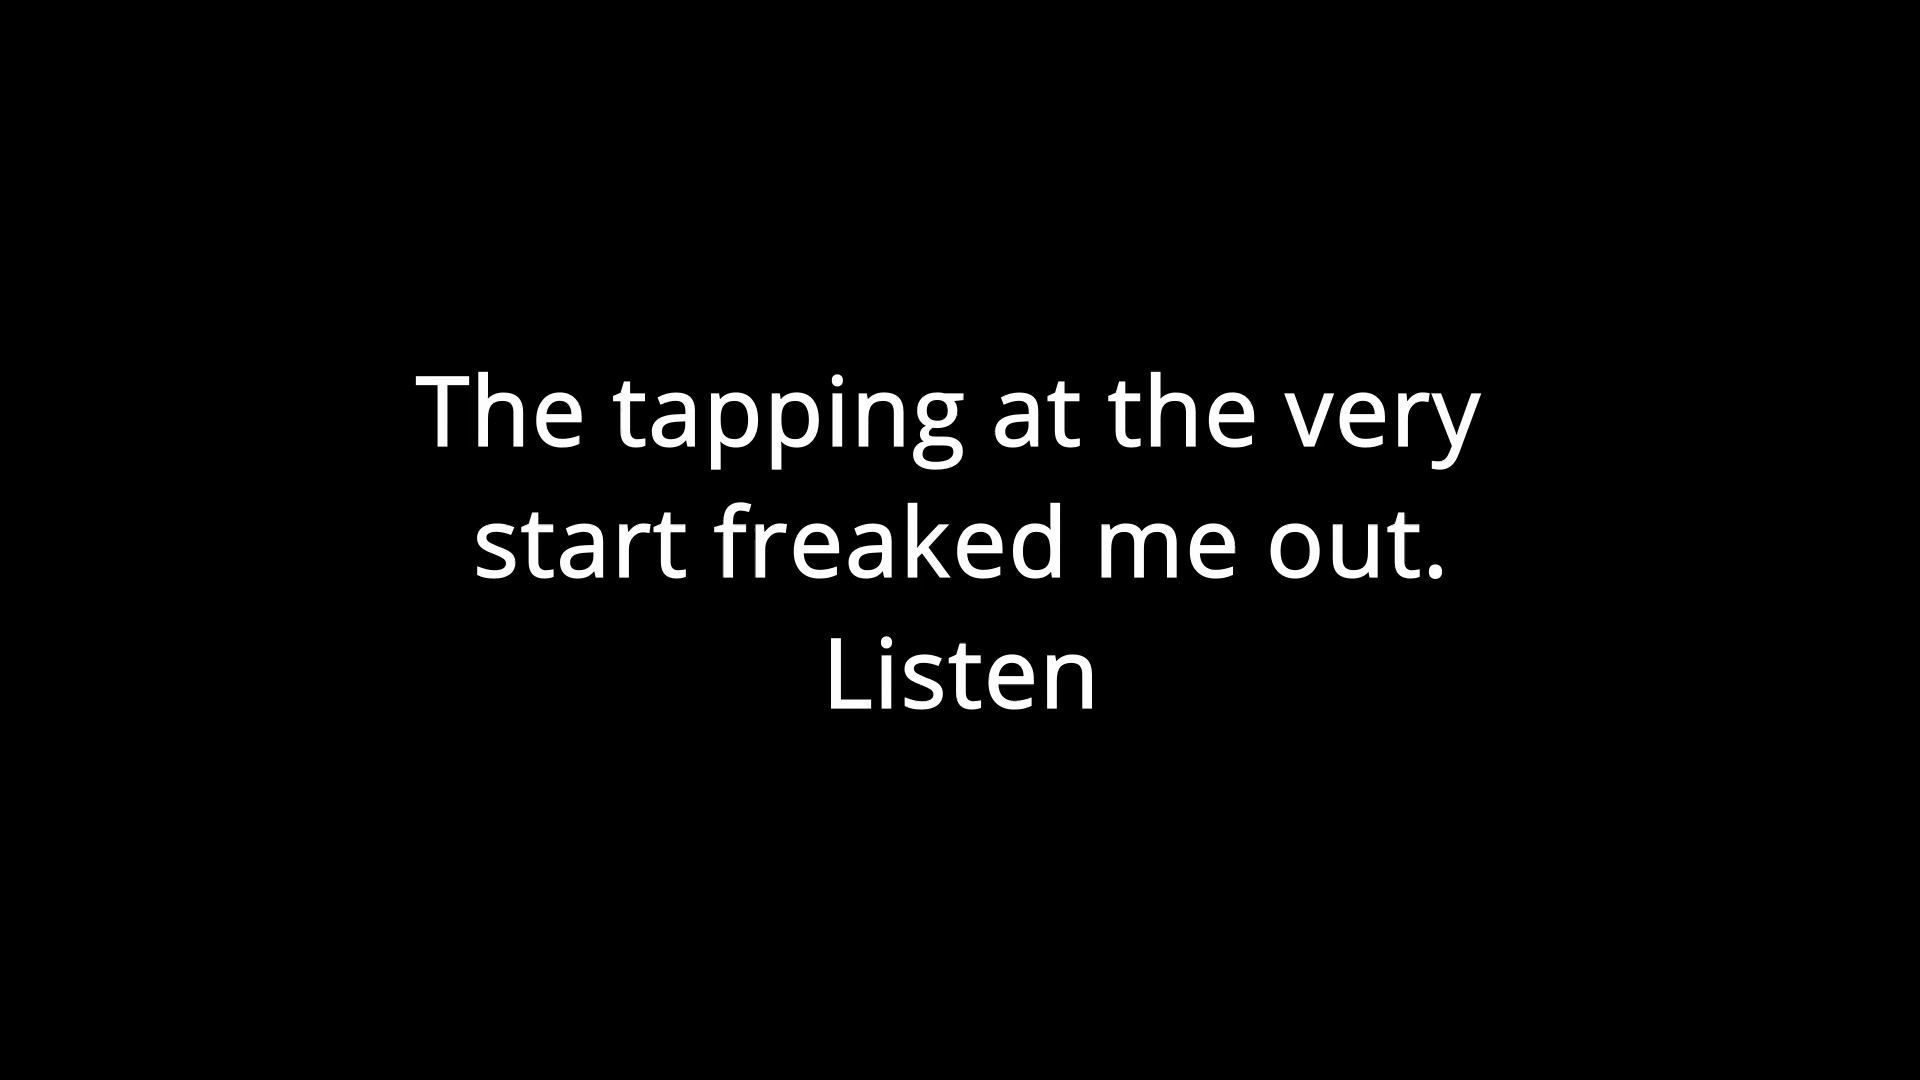 The tapping at the very
start freaked me out.
Listen